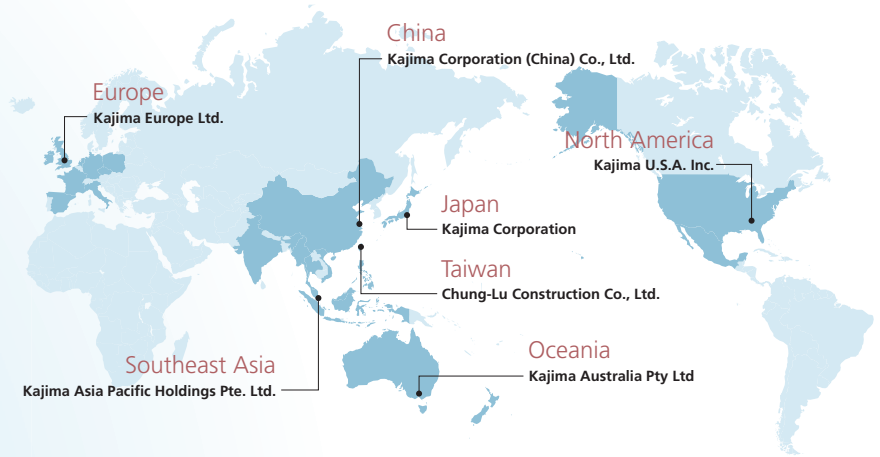 China
Kajima Corporation (China) Co., Ltd.
Europe
Kajima Europe Ltd.
North America
Kajima U.S.A. Inc.
Japan
Kajima Corporation
Taiwan
Chung-Lu Construction Co., Ltd.
Southeast Asia
Kajima Asia Pacific Holdings Pte. Ltd.
Oceania
Kajima Australia Pty Ltd